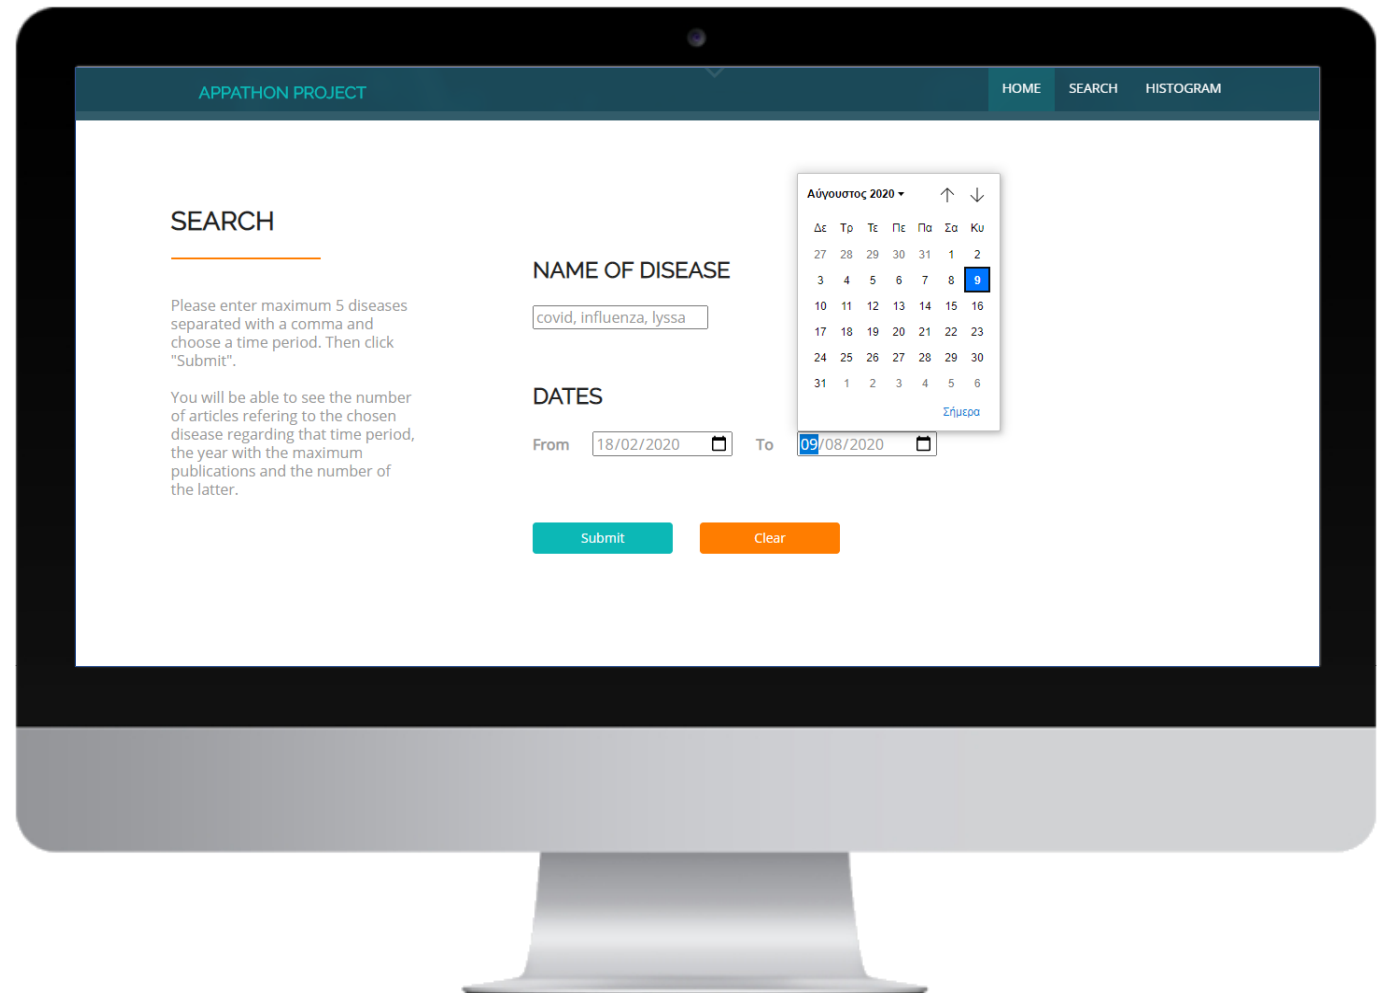 APPATHON PROJECT
HOME SEARCH HISTOGRAM
SEARCH
Please enter maximum 5 diseases
separated with a comma and
choose a time period. Then click
"Submit".
You will be able to see the number
of articles refering to the chosen
disease regarding that time period,
the year with the maximum
publications and the number of
the latter.
NAME OF DISEASE
covid, influenza, lyssa
DATES
From 18/02/2020 To 09/08/2020
Αύγουστος 2020
Δε Τρ Τε Πε Πα Σα Κυ
27 28 29 30 31 1 2
3 4 5 6 7 8 9
10 11 12 13 14 15 16
17 18 19 20 21 22 23
24 25 26 27 28 29 30
31 1 2 3 4 5 6
Σήμερα
Submit Clear